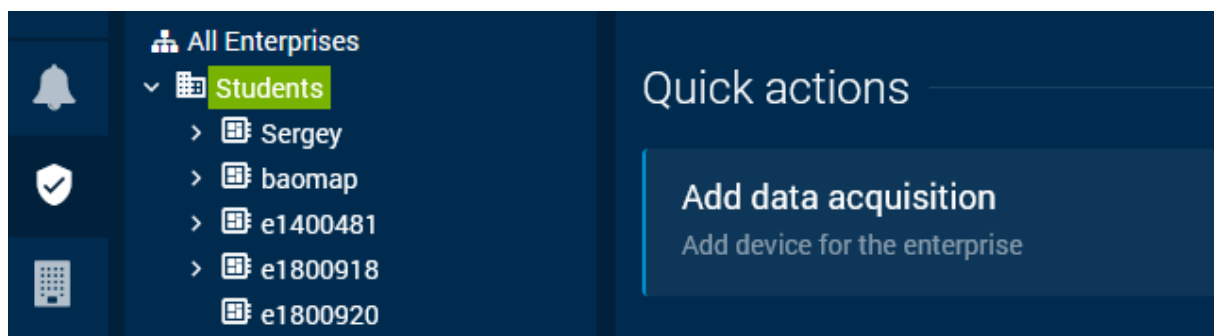 All Enterprises
Students
Sergey
baomap
e1400481
e1800918
e1800920
Quick actions
Add data acquisition
Add device for the enterprise